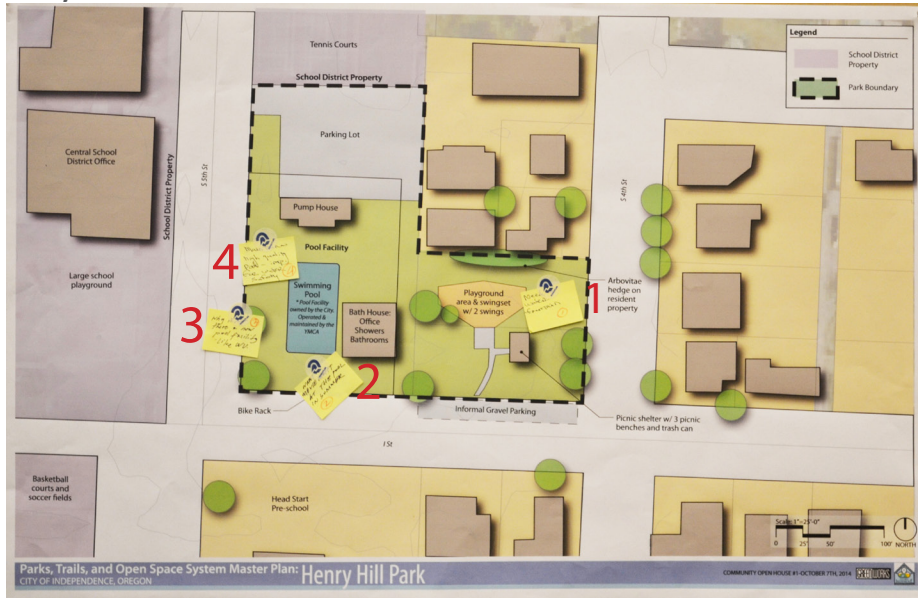 Legend
School District
Property
Park Boundary
Tennis Courts
School District Property
Parking Lot
Central School
District Office
School District Property
S 5th St
S 4th St
Pump House
Pool Facility
4
Large school
playground
Swimming
Pool
* Pool Facility
owned by the City.
Operated &
maintained by the
YMCA
Bath House:
Office
Showers
Bathrooms
Playground
area & swingset
w/ 2 swings
1
Arbovitae
hedge on
resident
property
3
2
Bike Rack
Informal Gravel Parking
Picnic shelter w/ 3 picnic
benches and trash can
I St
Basketball
courts and
soccer fields
Head Start
Pre-school
Scale: 1"=25'-0"
0 25' 50' 100'
NORTH
Parks, Trails, and Open Space System Master Plan: Henry Hill Park
CITY OF INDEPENDENCE, OREGON
COMMUNITY OPEN HOUSE #1-OCTOBER 7TH, 2014